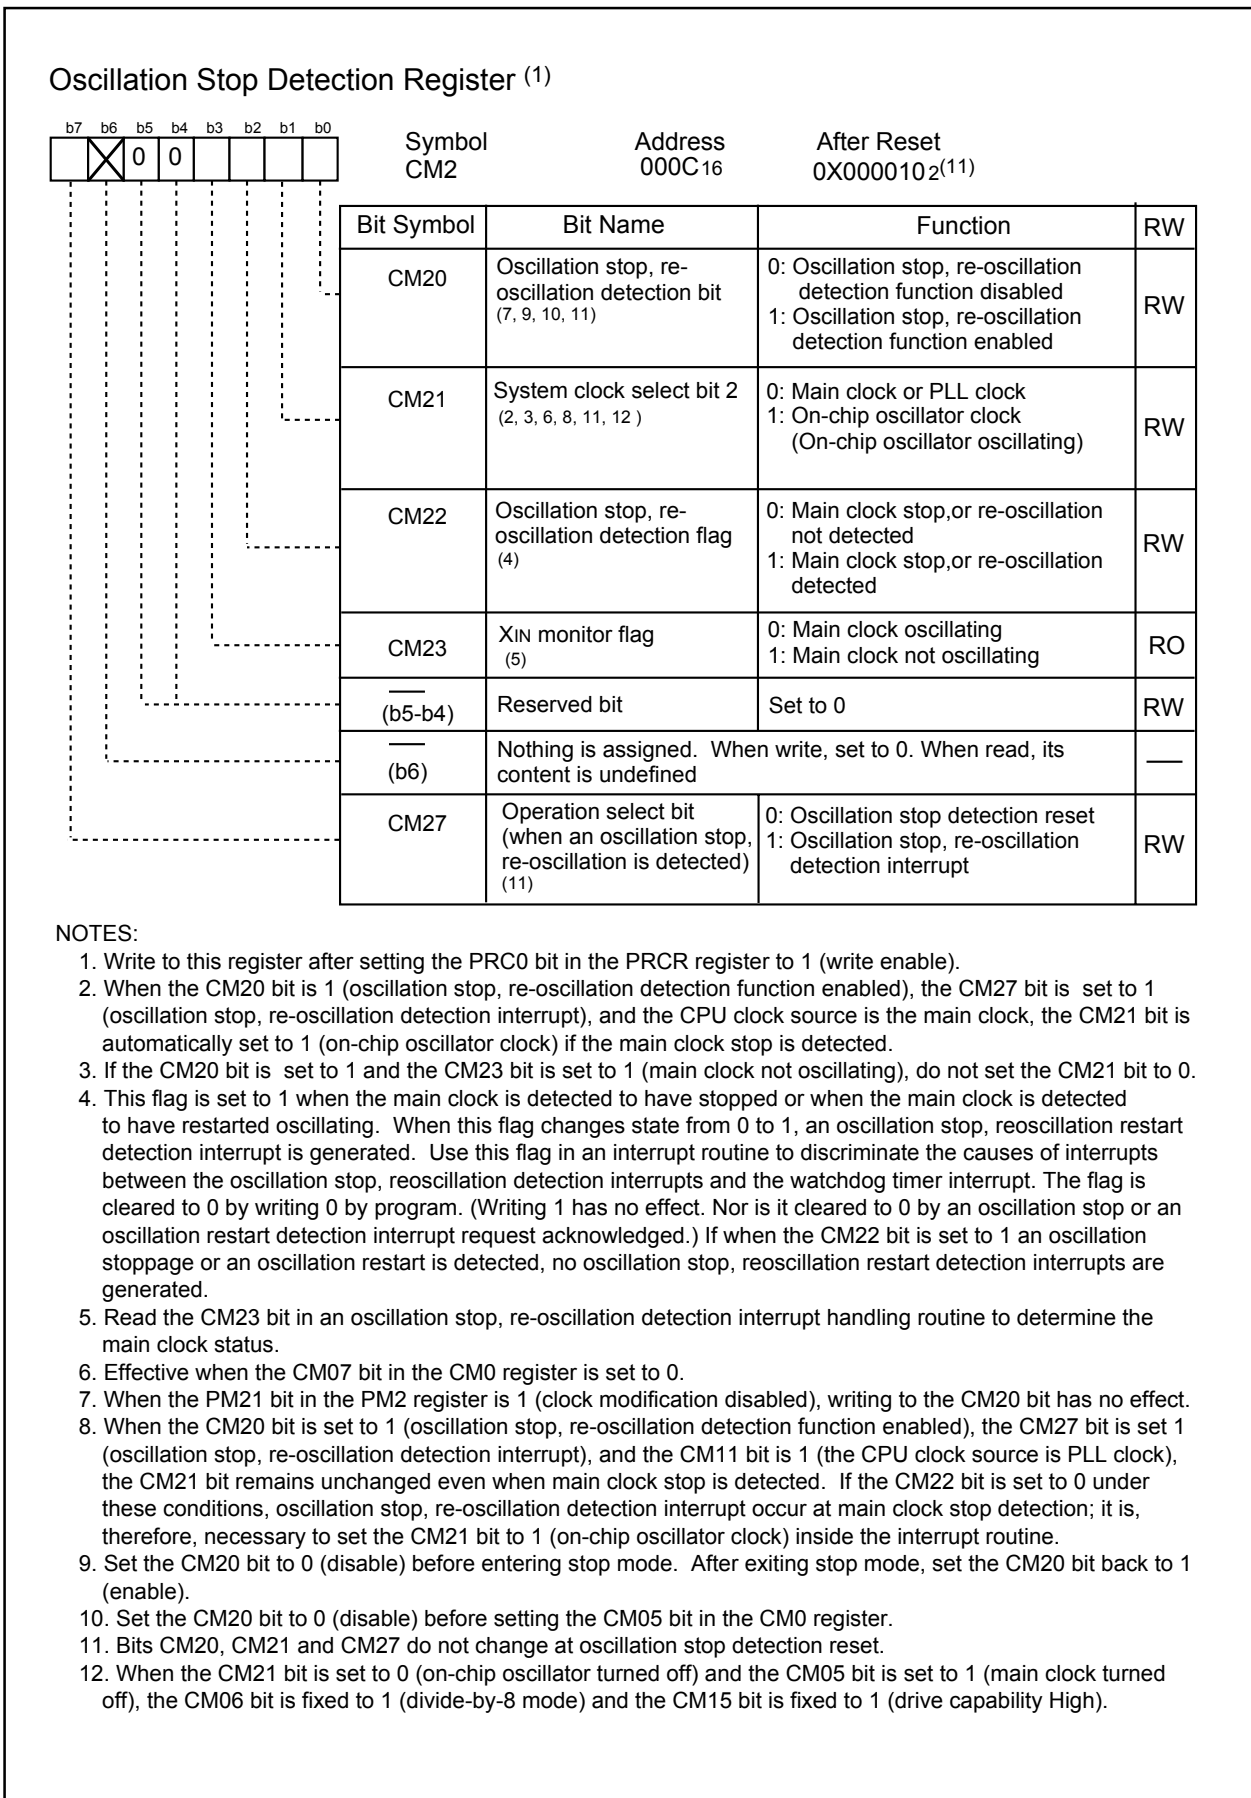 Oscillation Stop Detection Register (1)
b7 b6 b5 b4 b3 b2 b1 b0
0 0
Symbol Address After Reset
CM2 000C16 0X0000102(11)
Bit Symbol Bit Name Function RW
CM20
Oscillation stop, re-
oscillation detection bit
(7, 9, 10, 11)
0: Oscillation stop, re-oscillation
detection function disabled
1: Oscillation stop, re-oscillation
detection function enabled
RW
CM21
System clock select bit 2
(2, 3, 6, 8, 11, 12 )
0: Main clock or PLL clock
1: On-chip oscillator clock
(On-chip oscillator oscillating)
RW
CM22
Oscillation stop, re-
oscillation detection flag
(4)
0: Main clock stop,or re-oscillation
not detected
1: Main clock stop,or re-oscillation
detected
RW
CM23
XIN monitor flag
(5)
0: Main clock oscillating
1: Main clock not oscillating
RO
(b5-b4)
Reserved bit
Set to 0
RW
(b6)
Nothing is assigned. When write, set to 0. When read, its
content is undefined
CM27
Operation select bit
(when an oscillation stop,
re-oscillation is detected)
(11)
0: Oscillation stop detection reset
1: Oscillation stop, re-oscillation
detection interrupt
RW
NOTES:
1. Write to this register after setting the PRC0 bit in the PRCR register to 1 (write enable).
2. When the CM20 bit is 1 (oscillation stop, re-oscillation detection function enabled), the CM27 bit is set to 1
(oscillation stop, re-oscillation detection interrupt), and the CPU clock source is the main clock, the CM21 bit is
automatically set to 1 (on-chip oscillator clock) if the main clock stop is detected.
3. If the CM20 bit is set to 1 and the CM23 bit is set to 1 (main clock not oscillating), do not set the CM21 bit to 0.
4. This flag is set to 1 when the main clock is detected to have stopped or when the main clock is detected
to have restarted oscillating. When this flag changes state from 0 to 1, an oscillation stop, reoscillation restart
detection interrupt is generated. Use this flag in an interrupt routine to discriminate the causes of interrupts
between the oscillation stop, reoscillation detection interrupts and the watchdog timer interrupt. The flag is
cleared to 0 by writing 0 by program. (Writing 1 has no effect. Nor is it cleared to 0 by an oscillation stop or an
oscillation restart detection interrupt request acknowledged.) If when the CM22 bit is set to 1 an oscillation
stoppage or an oscillation restart is detected, no oscillation stop, reoscillation restart detection interrupts are
generated.
5. Read the CM23 bit in an oscillation stop, re-oscillation detection interrupt handling routine to determine the
main clock status.
6. Effective when the CM07 bit in the CM0 register is set to 0.
7. When the PM21 bit in the PM2 register is 1 (clock modification disabled), writing to the CM20 bit has no effect.
8. When the CM20 bit is set to 1 (oscillation stop, re-oscillation detection function enabled), the CM27 bit is set 1
(oscillation stop, re-oscillation detection interrupt), and the CM11 bit is 1 (the CPU clock source is PLL clock),
the CM21 bit remains unchanged even when main clock stop is detected. If the CM22 bit is set to 0 under
these conditions, oscillation stop, re-oscillation detection interrupt occur at main clock stop detection; it is,
therefore, necessary to set the CM21 bit to 1 (on-chip oscillator clock) inside the interrupt routine.
9. Set the CM20 bit to 0 (disable) before entering stop mode. After exiting stop mode, set the CM20 bit back to 1
(enable).
10. Set the CM20 bit to 0 (disable) before setting the CM05 bit in the CM0 register.
11. Bits CM20, CM21 and CM27 do not change at oscillation stop detection reset.
12. When the CM21 bit is set to 0 (on-chip oscillator turned off) and the CM05 bit is set to 1 (main clock turned
off), the CM06 bit is fixed to 1 (divide-by-8 mode) and the CM15 bit is fixed to 1 (drive capability High).